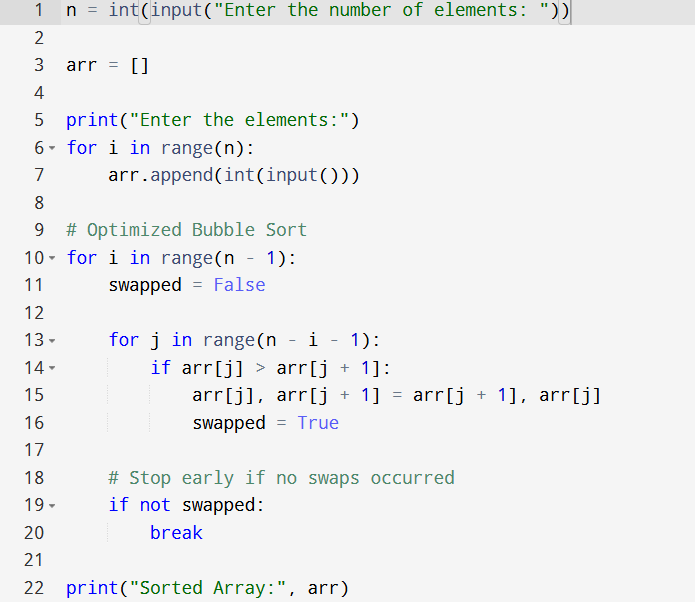 1 n = int(input("Enter the number of elements: "))
2
3 arr = []
4
5 print("Enter the elements:")
6 for i in range(n):
7     arr.append(int(input()))
8
9 # Optimized Bubble Sort
10 for i in range(n - 1):
11     swapped = False
12
13     for j in range(n - i - 1):
14         if arr[j] > arr[j + 1]:
15             arr[j], arr[j + 1] = arr[j + 1], arr[j]
16             swapped = True
17
18     # Stop early if no swaps occurred
19     if not swapped:
20         break
21
22 print("Sorted Array:", arr)